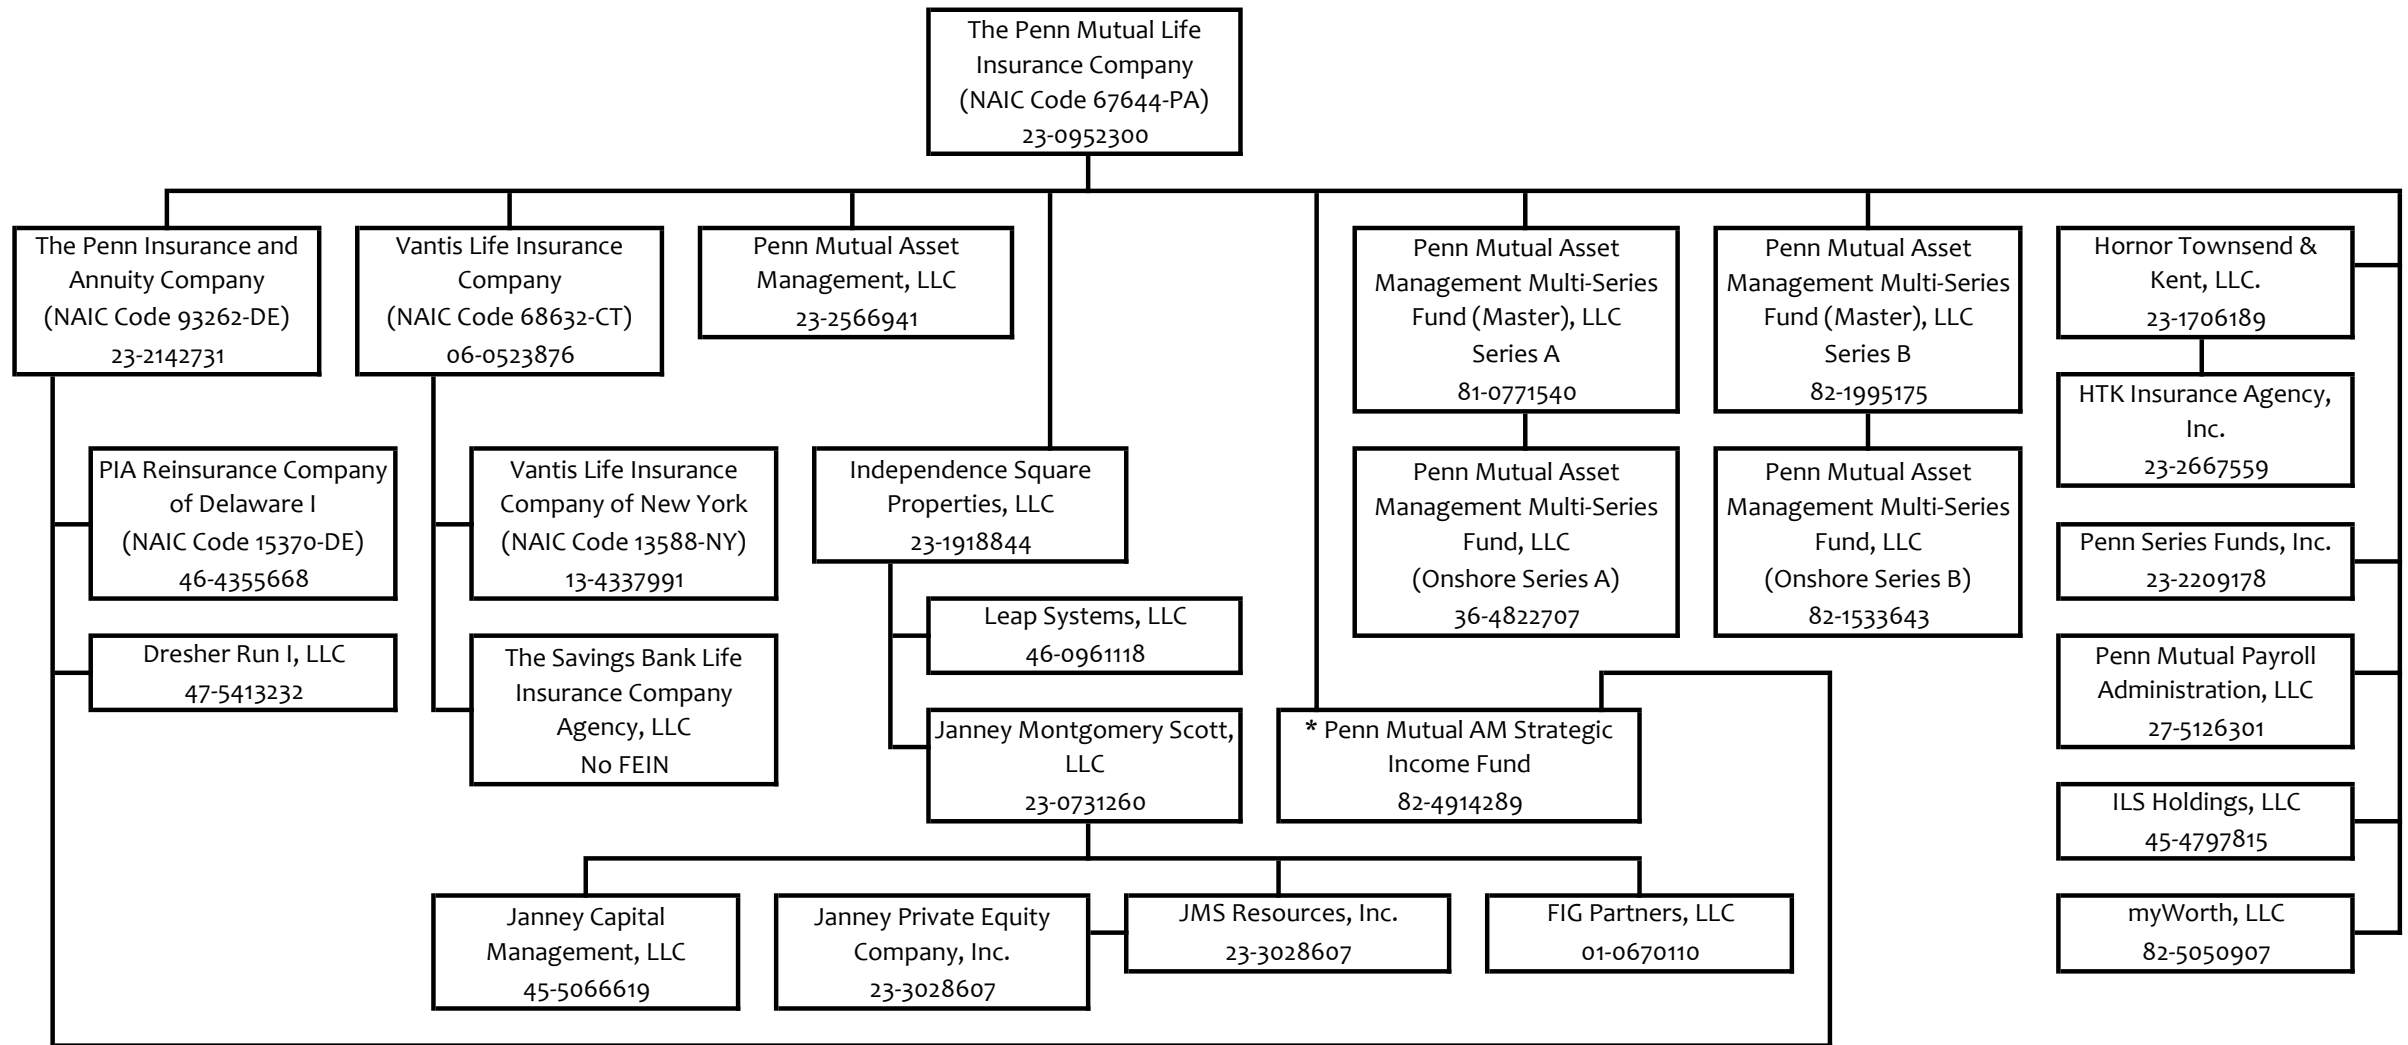 The Penn Mutual Life
Insurance Company
(NAIC Code 67644-PA)
23-0952300
The Penn Insurance and
Annuity Company
(NAIC Code 93262-DE)
23-2142731
Vantis Life Insurance
Company
(NAIC Code 68632-CT)
06-0523876
Penn Mutual Asset
Management, LLC
23-2566941
Penn Mutual Asset
Management Multi-Series
Fund (Master), LLC
Series A
81-0771540
Penn Mutual Asset
Management Multi-Series
Fund (Master), LLC
Series B
82-1995175
Hornor Townsend &
Kent, LLC.
23-1706189
HTK Insurance Agency,
Inc.
23-2667559
PIA Reinsurance Company
of Delaware I
(NAIC Code 15370-DE)
46-4355668
Vantis Life Insurance
Company of New York
(NAIC Code 13588-NY)
13-4337991
Independence Square
Properties, LLC
23-1918844
Penn Mutual Asset
Management Multi-Series
Fund, LLC
(Onshore Series A)
36-4822707
Penn Mutual Asset
Management Multi-Series
Fund, LLC
(Onshore Series B)
82-1533643
Penn Series Funds, Inc.
23-2209178
Leap Systems, LLC
46-0961118
Dresher Run I, LLC
47-5413232
The Savings Bank Life
Insurance Company
Agency, LLC
No FEIN
Penn Mutual Payroll
Administration, LLC
27-5126301
Janney Montgomery Scott,
LLC
23-0731260
* Penn Mutual AM Strategic
Income Fund
82-4914289
ILS Holdings, LLC
45-4797815
Janney Capital
Management, LLC
45-5066619
Janney Private Equity
Company, Inc.
23-3028607
JMS Resources, Inc.
23-3028607
FIG Partners, LLC
01-0670110
myWorth, LLC
82-5050907